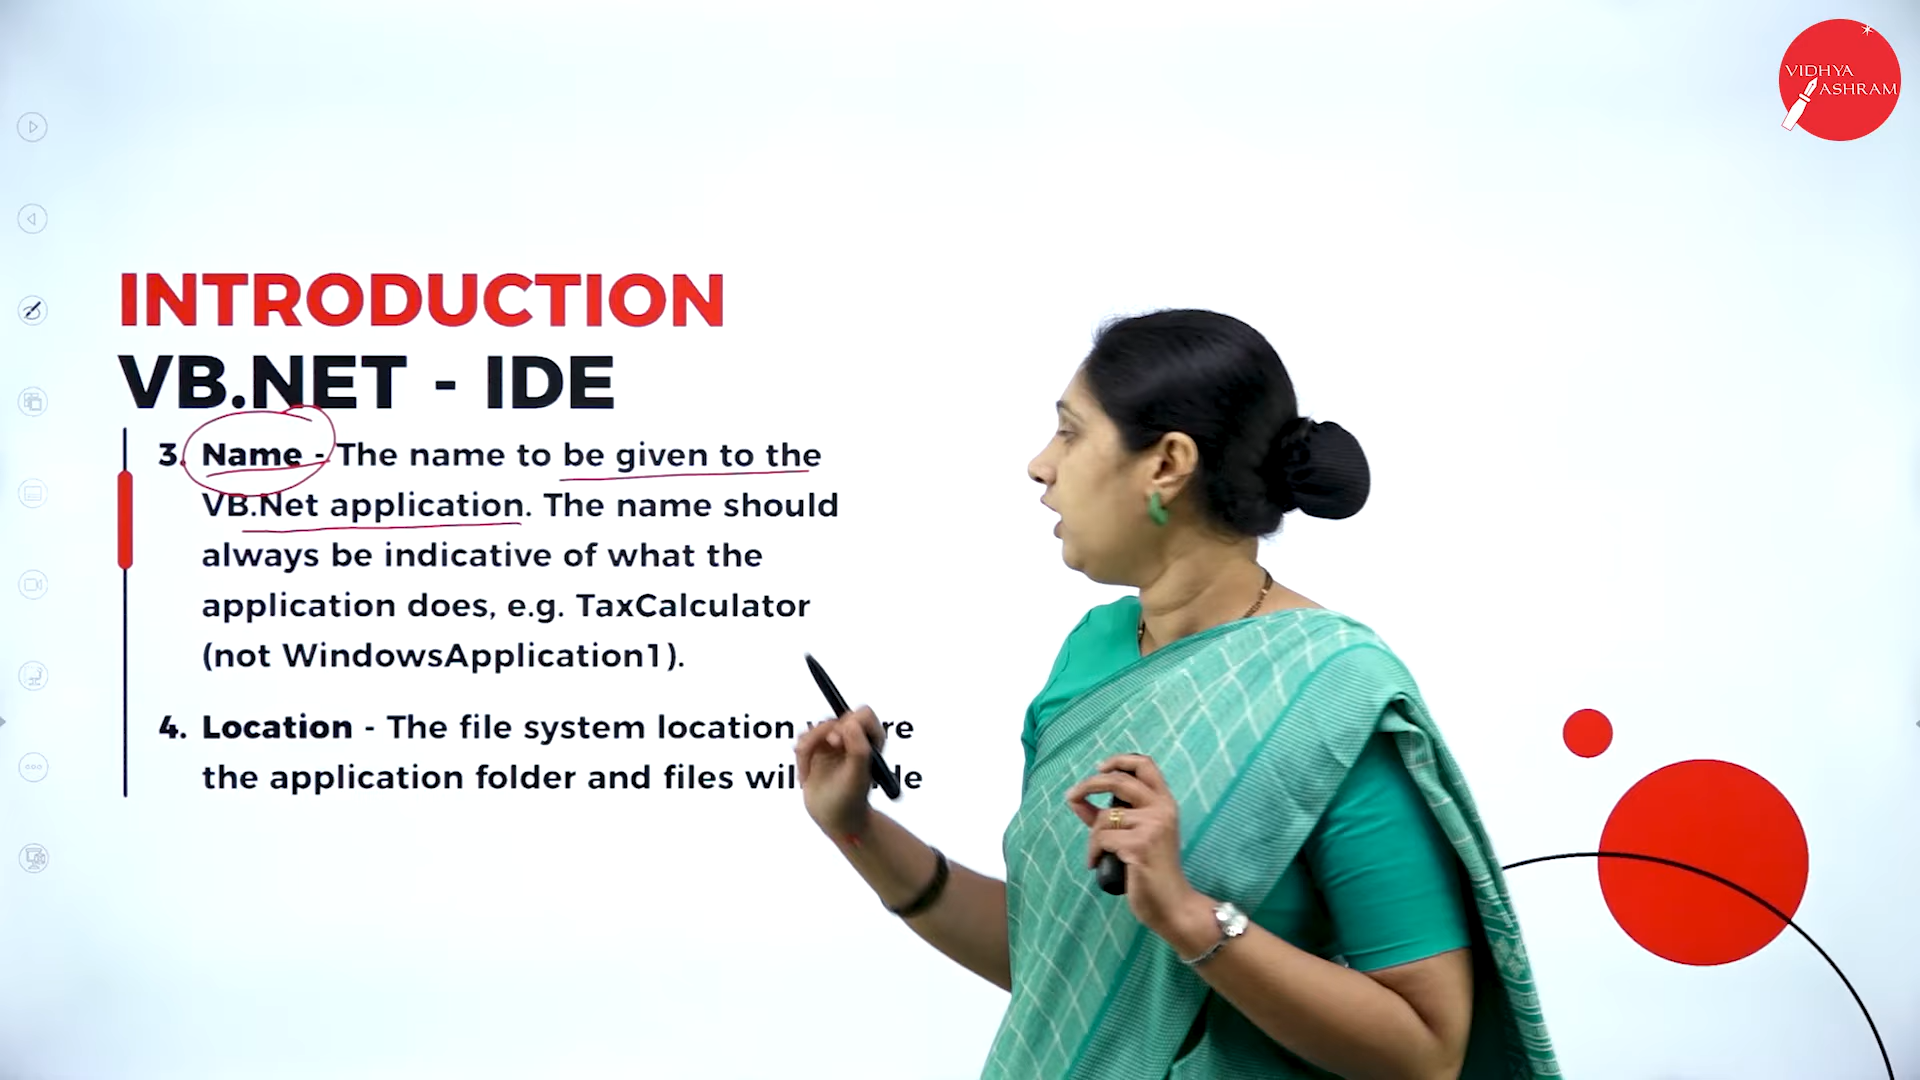 VIDHYA
ASHRAM
INTRODUCTION
VB.NET - IDE
3. Name - The name to be given to the
VB.Net application. The name should
always be indicative of what the
application does, e.g. TaxCalculator
(not WindowsApplication1).
4. Location - The file system location
the application folder and files